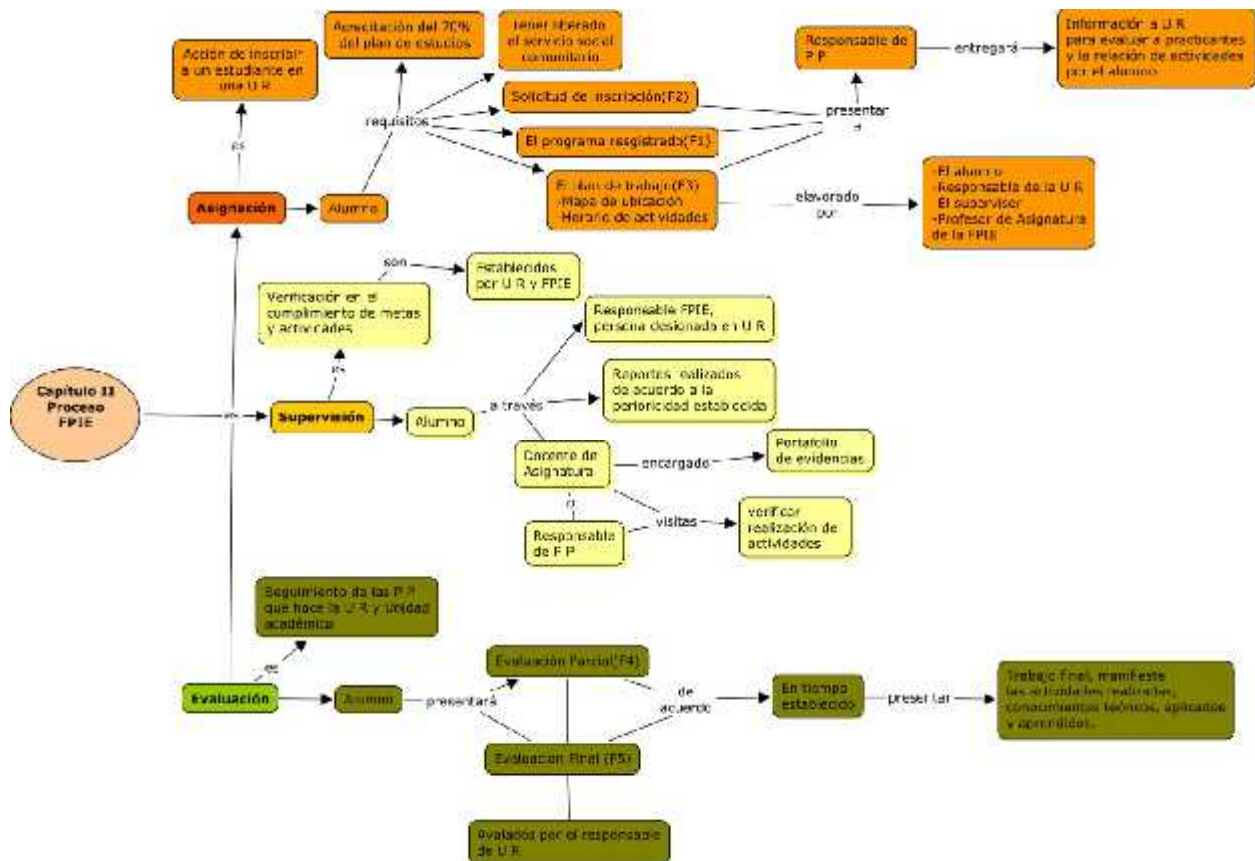 Acción de inscribir
a un estudiante en
una U R
Acreditación del 70%
del plan de estudios
Tener liberado
el servicio social
comunitario
Solicitud de inscripción(F2)
El programa resgistrado(F1)
El plan de trabajo(F3)
-Mapa de ubicación
-Horario de actividades
requisitos
es
Asignación
Alumno
presentar
a
Responsable de
P P
entregará
Información a U R
para evaluar a practicantes
y la relación de actividades
por el alumno
elavorado
por
-El alumno
-Responsable de la U R
-El superviser
-Profesor de Asignatura
de la FPIE
Verificación en el
cumplimiento de metas
y actividades
son
Establecidos
por U R y FPIE
es
Capítulo II
Proceso
FPIE
es
Supervisión
Alumno
a través
Responsable FPIE,
persona designada en U R
Reportes realizados
de acuerdo a la
perioricidad establecida
Docente de
Asignatura
encargado
Portafolio
de evidencias
o
Responsable
de P P
visitas
verificar
realización de
actividades
Seguimiento de las P P
que hace la U R y Unidad
académica
es
Evaluación
Alumno
presentará
Evaluación Parcial(F4)
Evaluación Final (F5)
Avalados por el responsable
de U R
de
acuerdo
En tiempo
establecido
presentar
Trabajo final, manifieste
las actividades realizadas,
conocimientos teóricos, aplicados
y aprendidos.